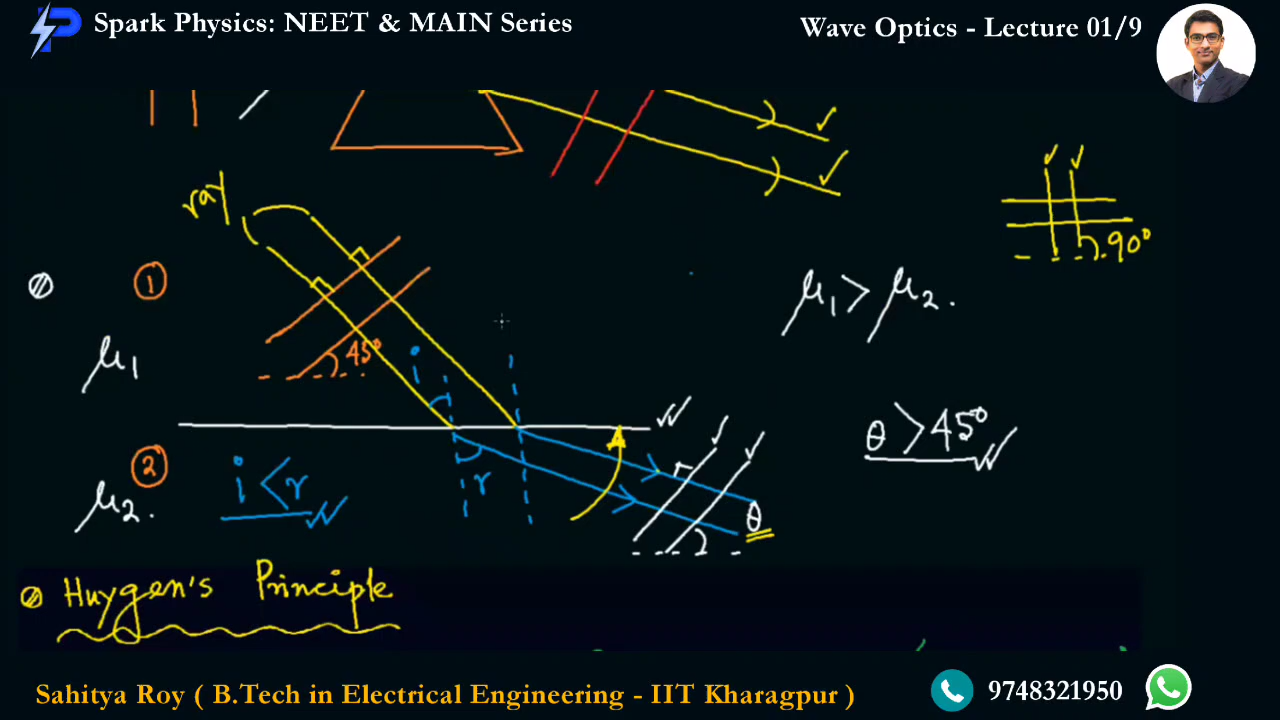 Spark Physics: NEET & MAIN Series
Wave Optics - Lecture 01/9
ray
90°
①
μ₁ > μ₂.
μ₁
45°
i
θ > 45°
②
i < r
r
μ₂.
θ
Huygen's Principle
Sahitya Roy ( B.Tech in Electrical Engineering - IIT Kharagpur )
9748321950